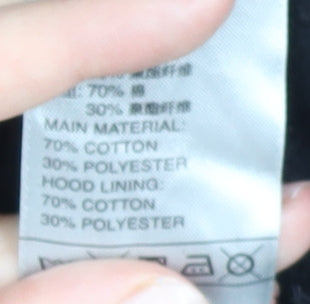 : 70% 棉
30% 聚酯纤维
MAIN MATERIAL:
70% COTTON
30% POLYESTER
HOOD LINING:
70% COTTON
30% POLYESTER